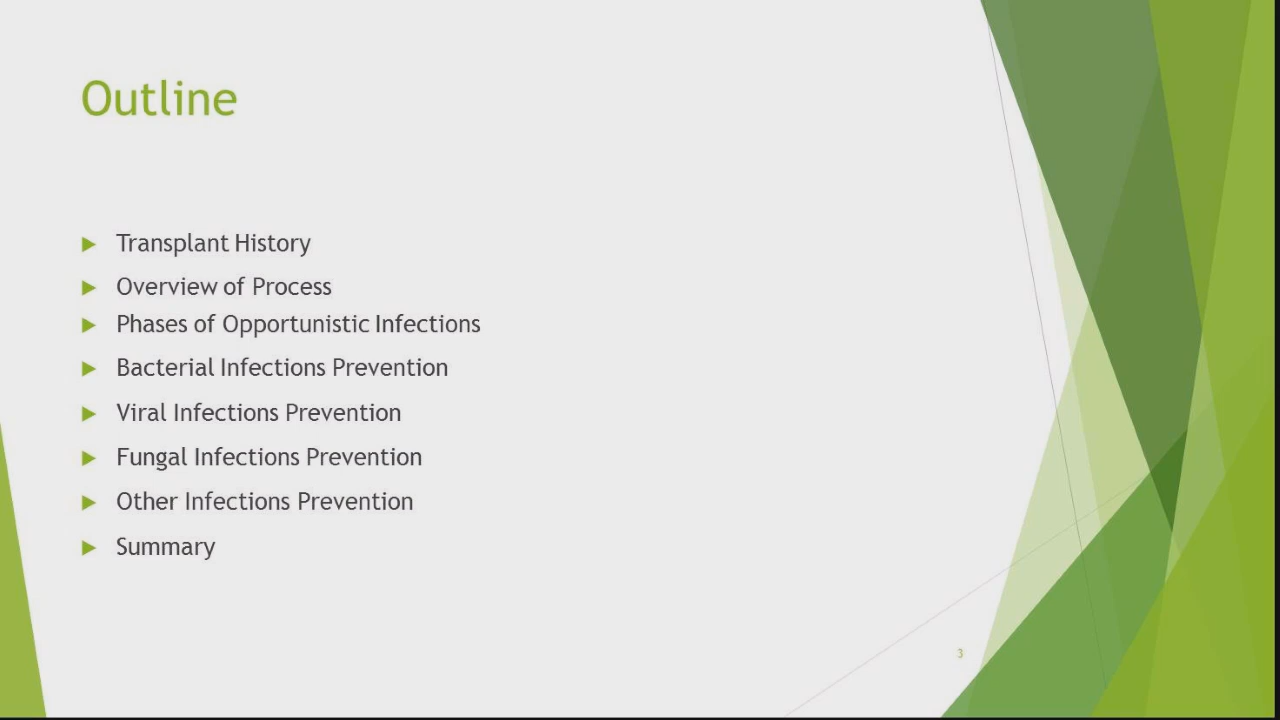 Outline
Transplant History
Overview of Process
Phases of Opportunistic Infections
Bacterial Infections Prevention
Viral Infections Prevention
Fungal Infections Prevention
Other Infections Prevention
Summary
3